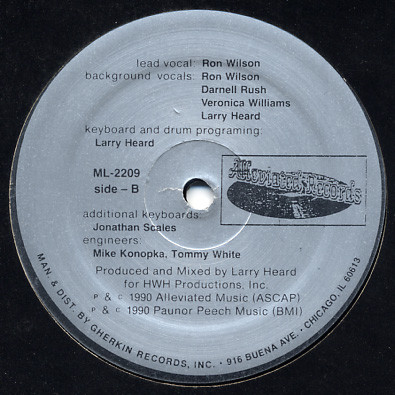 lead vocal: Ron Wilson
background vocals: Ron Wilson
Darnell Rush
Veronica Williams
Larry Heard
keyboard and drum programing:
Larry Heard
ML-2209
side – B
Alleviated Records
additional keyboards:
Jonathan Scales
engineers:
Mike Konopka, Tommy White
Produced and Mixed by Larry Heard
for HWH Productions, Inc.
P & C 1990 Alleviated Music (ASCAP)
P & C 1990 Paunor Peech Music (BMI)
MAN. & DIST. BY GHERKIN RECORDS, INC. • 916 BUENA AVE. • CHICAGO, IL 60613